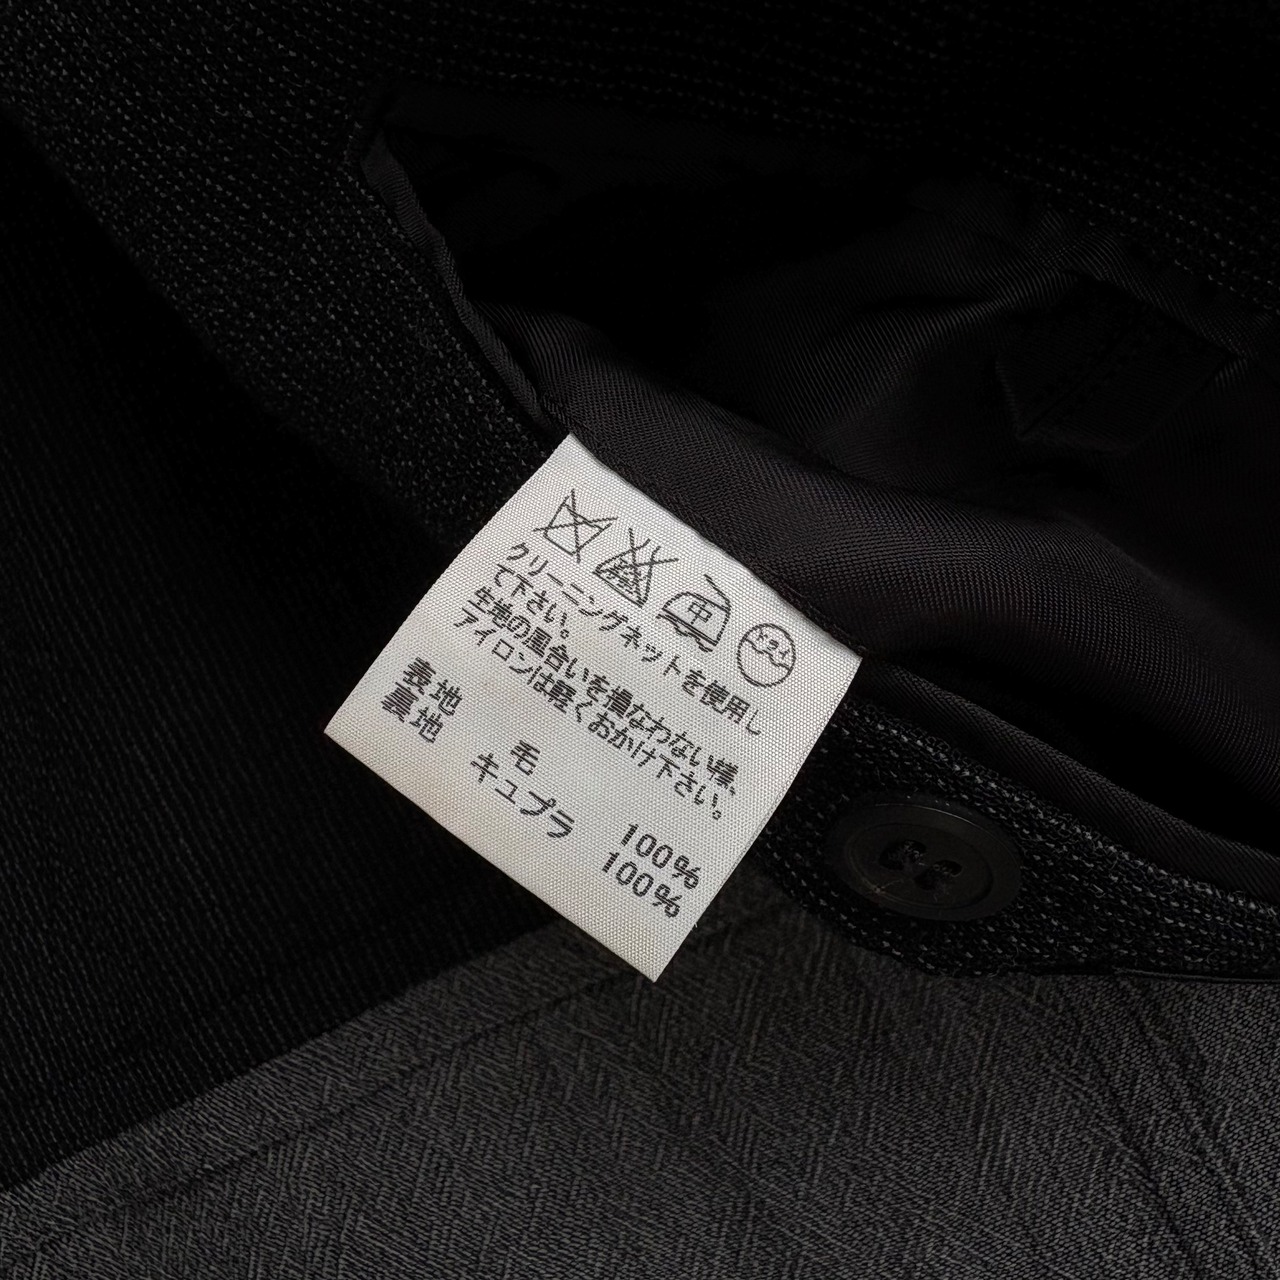 中
クリーニングネットを使用し
て下さい。
生地の風合いを損なわない様、
アイロンは軽くおかけ下さい。
表地 毛 100%
裏地 キュプラ 100%